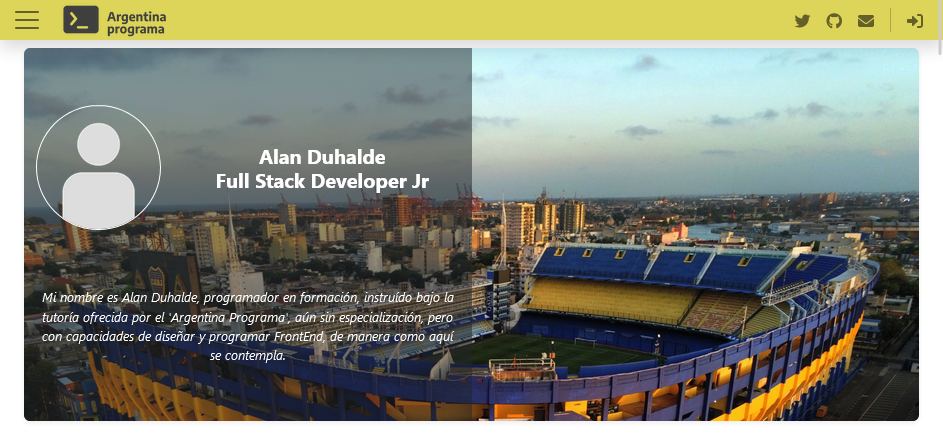 Argentina
programa
Alan Duhalde
Full Stack Developer Jr
Mi nombre es Alan Duhalde, programador en formación, instruído bajo la
tutoría ofrecida por el 'Argentina Programa', aún sin especialización, pero
con capacidades de diseñar y programar FrontEnd, de manera como aquí
se contempla.